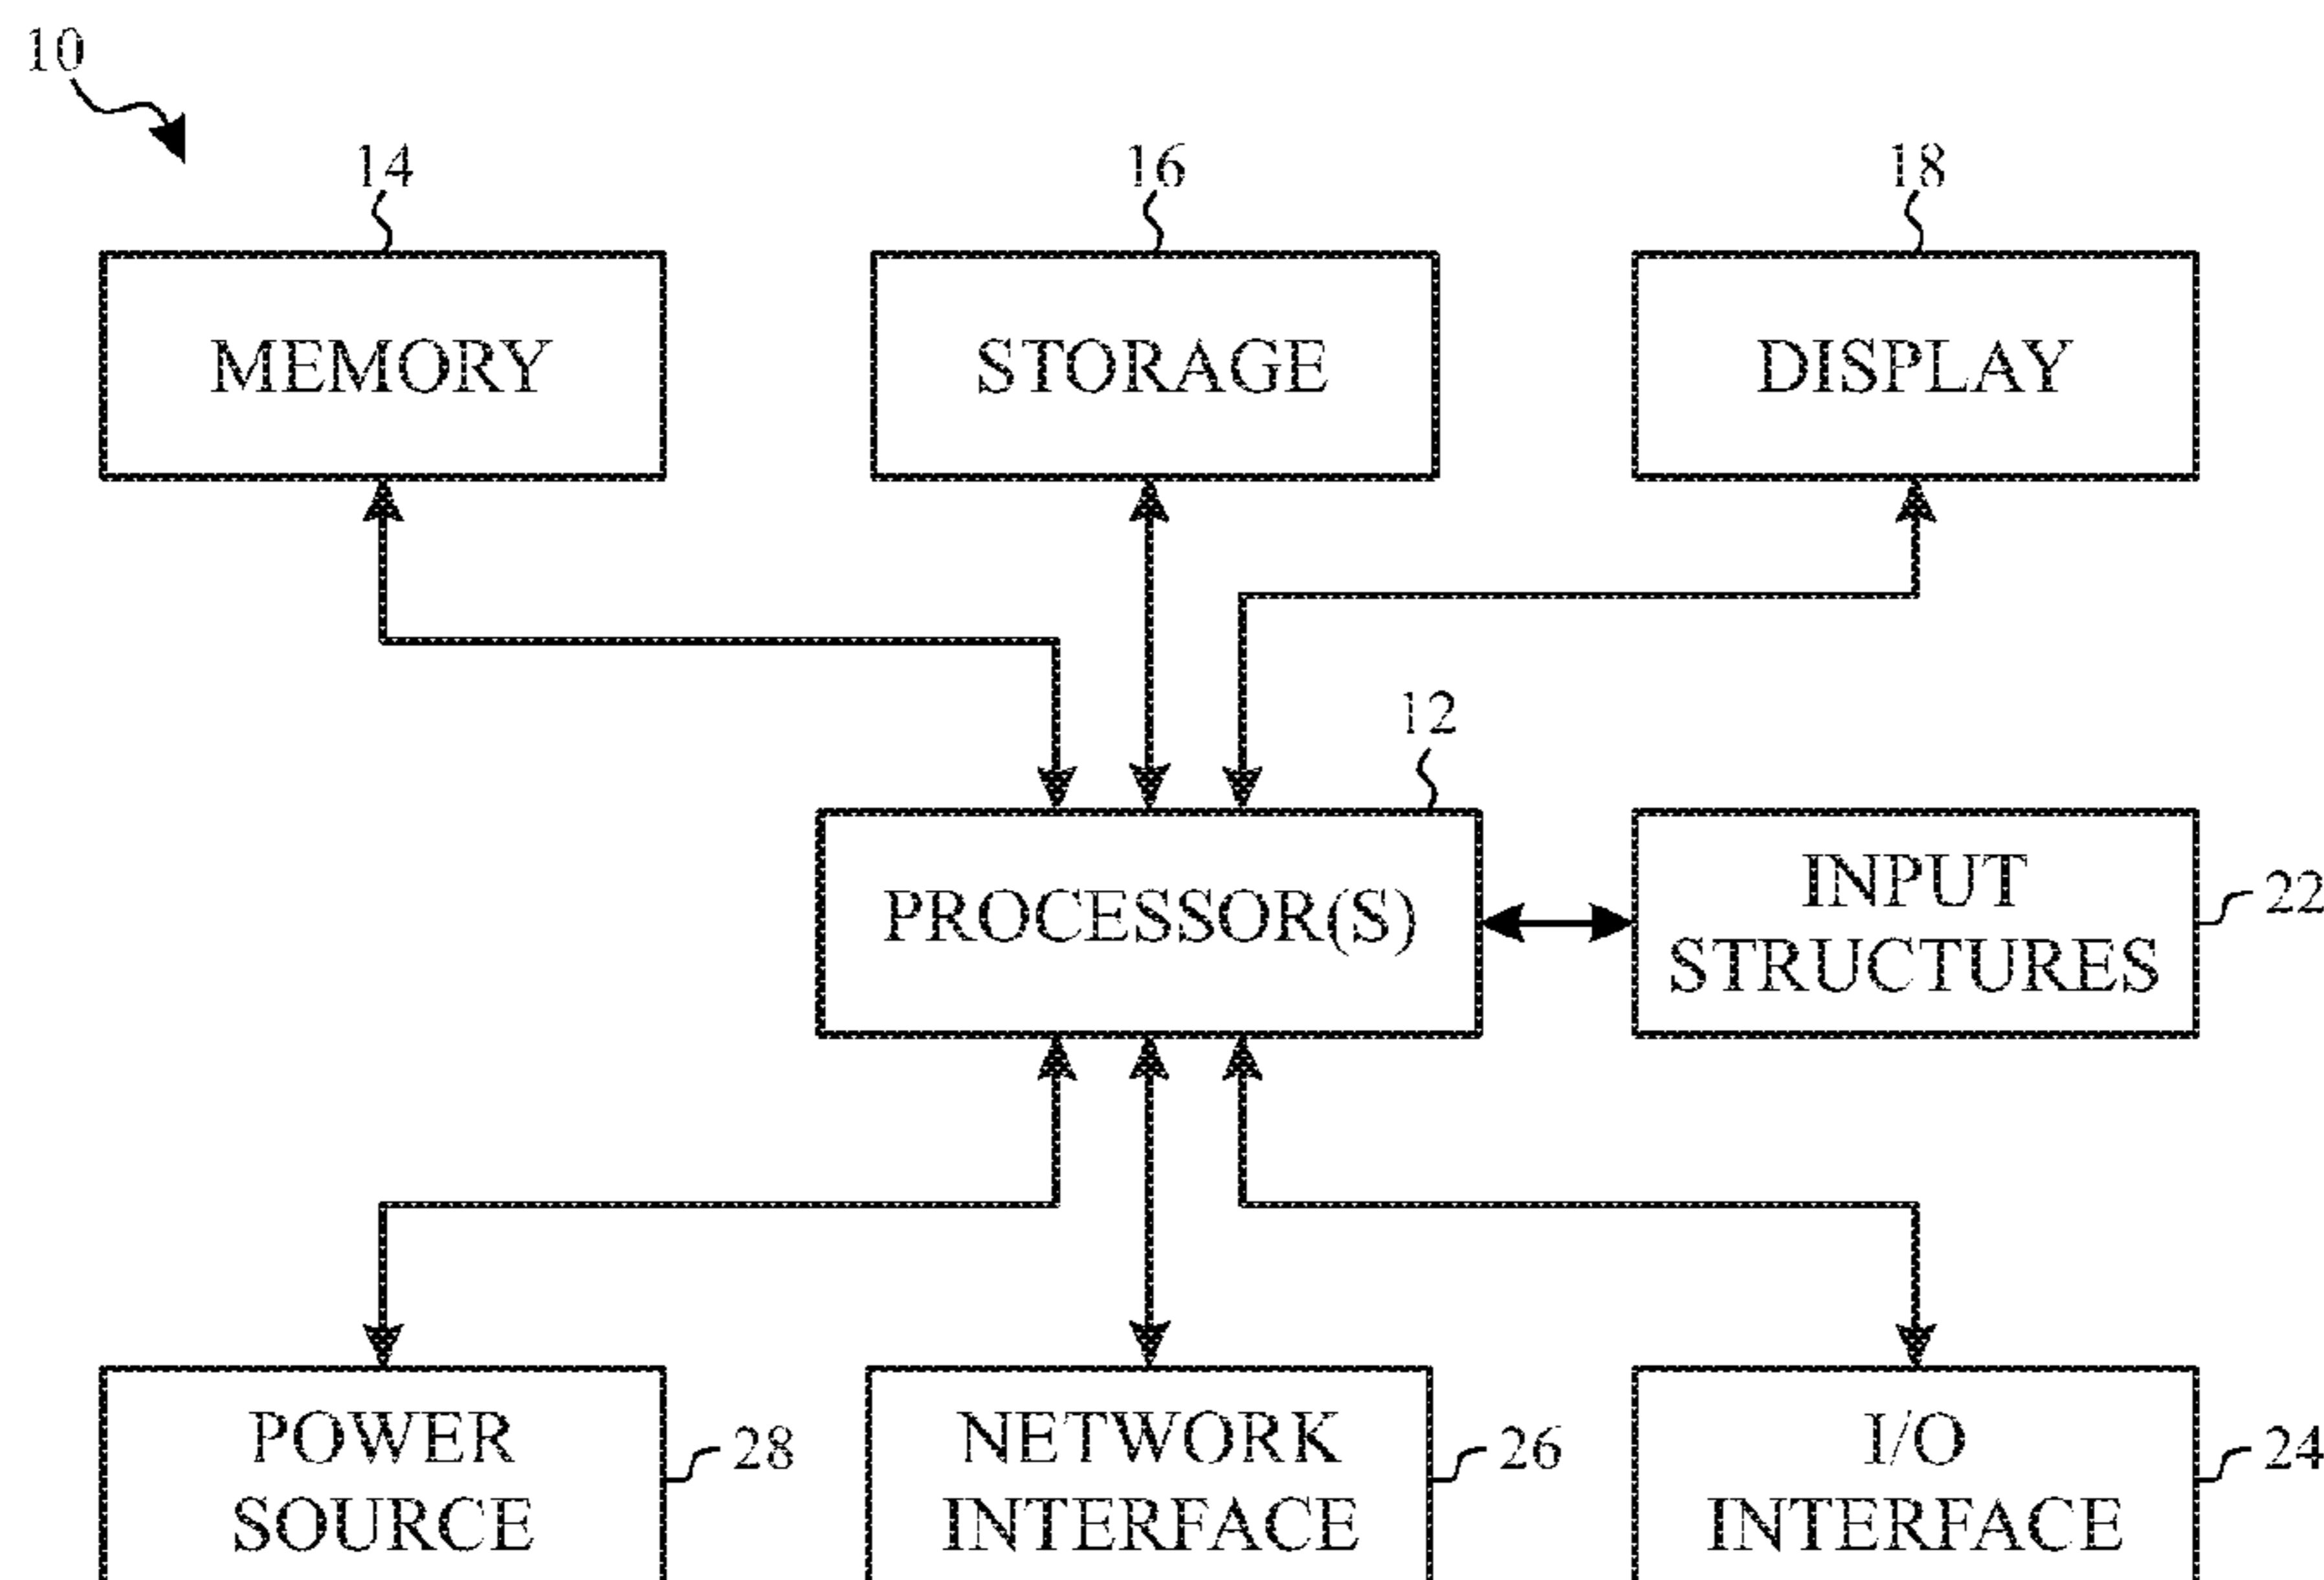 10
14
16
18
MEMORY
STORAGE
DISPLAY
12
PROCESSOR(S)
INPUT
STRUCTURES
22
POWER
SOURCE
28
NETWORK
INTERFACE
26
I/O
INTERFACE
24